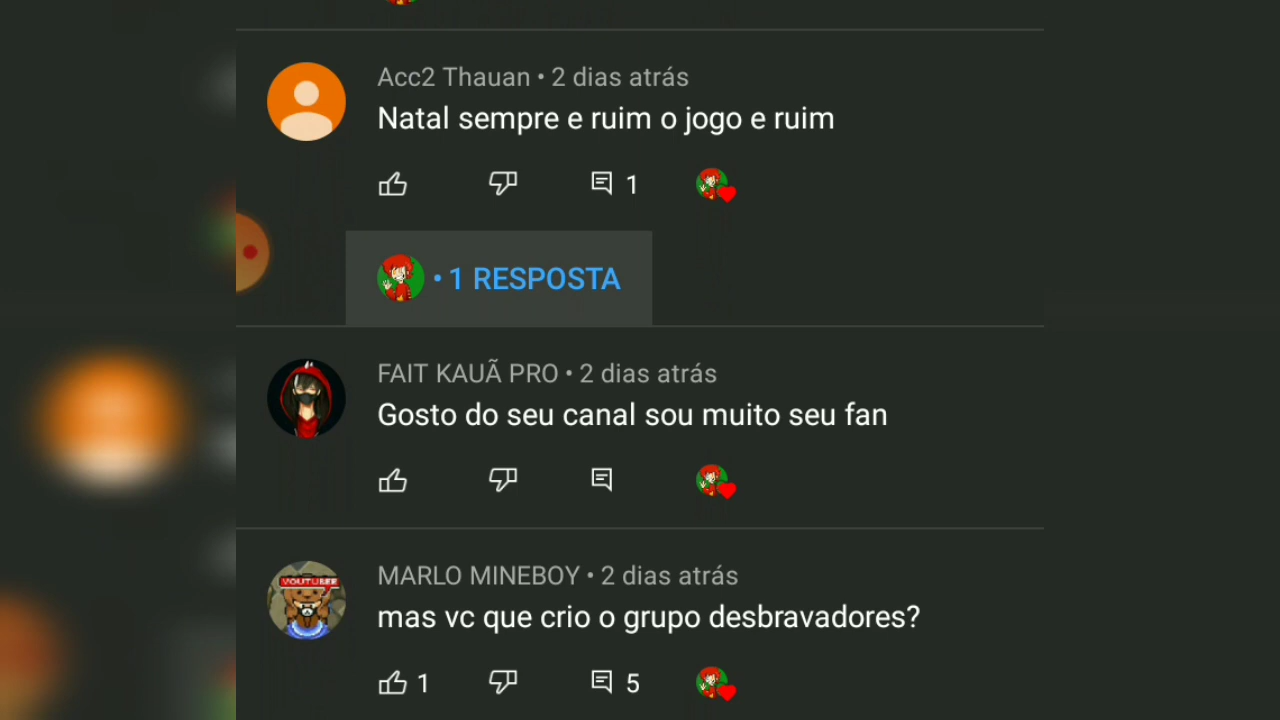 Acc2 Thauan • 2 dias atrás
Natal sempre e ruim o jogo e ruim
1
• 1 RESPOSTA
FAIT KAUÃ PRO • 2 dias atrás
Gosto do seu canal sou muito seu fan
YOUTUBER
MARLO MINEBOY • 2 dias atrás
mas vc que crio o grupo desbravadores?
1 5